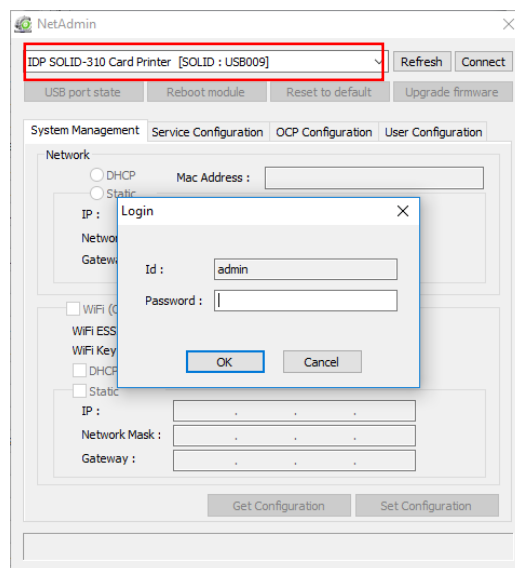 NetAdmin
IDP SOLID-310 Card Printer [SOLID : USB009] Refresh Connect
USB port state Reboot module Reset to default Upgrade firmware
System Management Service Configuration OCP Configuration User Configuration
Network
DHCP Mac Address :
Static
Login
IP :
Gatew
Id : admin
Password :
WiFi (
WiFi ESS
WiFi Key
OK Cancel
DHCP
Static
IP : . . .
Network Mask : . . .
Gateway : . . .
Get Configuration Set Configuration